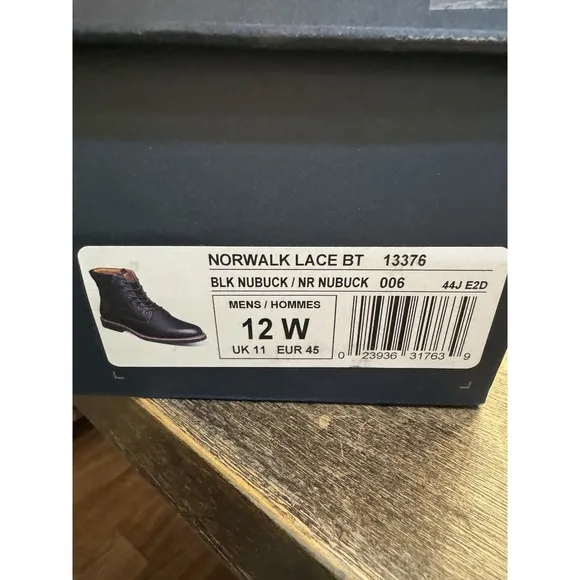 NORWALK LACE BT 13376
BLK NUBUCK / NR NUBUCK 006 44J E2D
MENS / HOMMES
12 W
UK 11 EUR 45
0 23936 31763 9